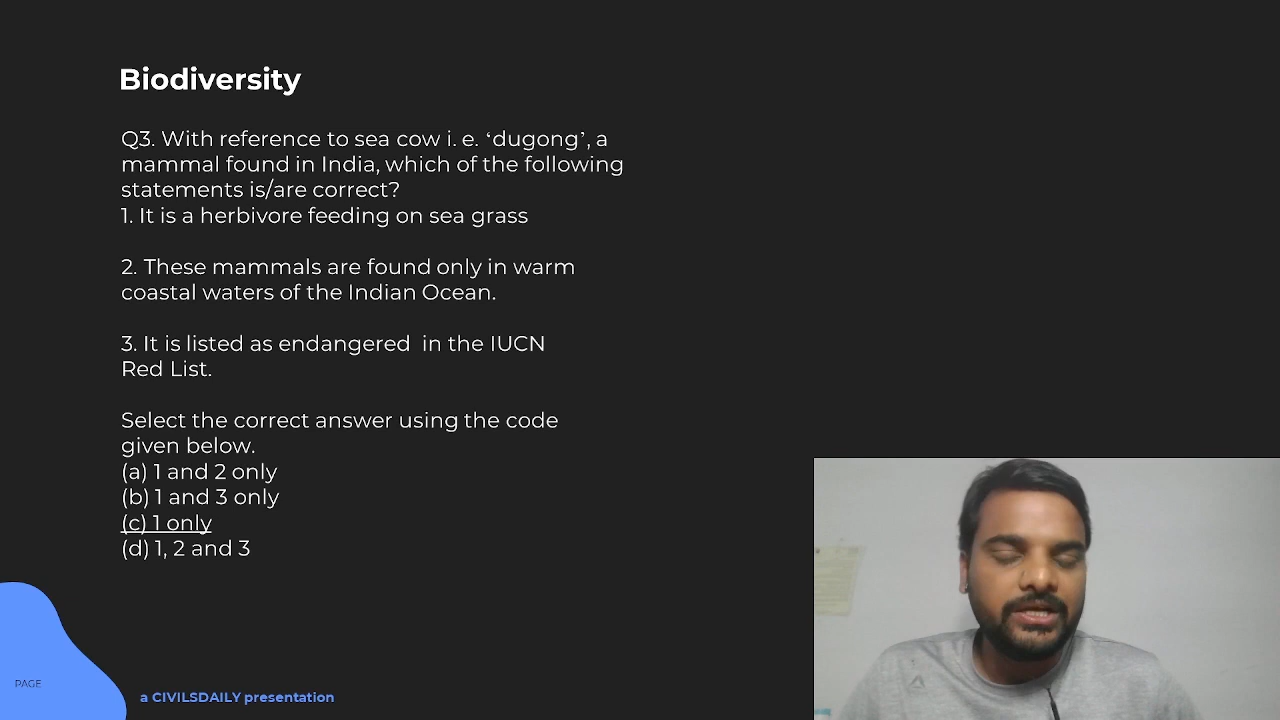 Biodiversity
Q3. With reference to sea cow i. e. ‘dugong’, a
mammal found in India, which of the following
statements is/are correct?
1. It is a herbivore feeding on sea grass
2. These mammals are found only in warm
coastal waters of the Indian Ocean.
3. It is listed as endangered  in the IUCN
Red List.
Select the correct answer using the code
given below.
(a) 1 and 2 only
(b) 1 and 3 only
(c) 1 only
(d) 1, 2 and 3
PAGE
a CIVILSDAILY presentation